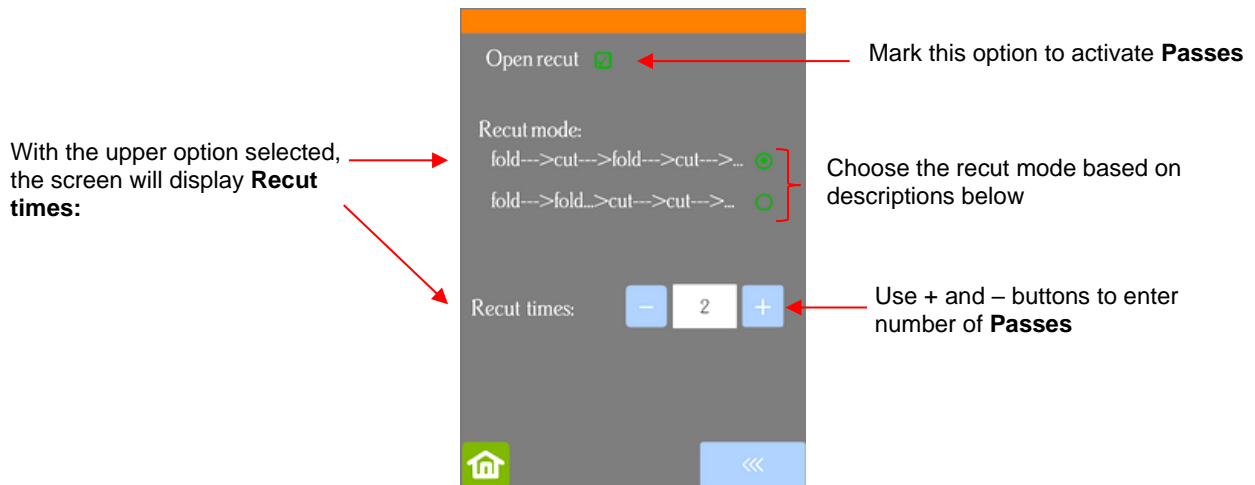 Open recut
Mark this option to activate Passes
With the upper option selected,
the screen will display Recut
times:
Recut mode:
fold--->cut--->fold--->cut--->...
fold--->fold...>cut--->cut--->...
Choose the recut mode based on
descriptions below
Recut times:
− 2 +
Use + and – buttons to enter
number of Passes
<<<